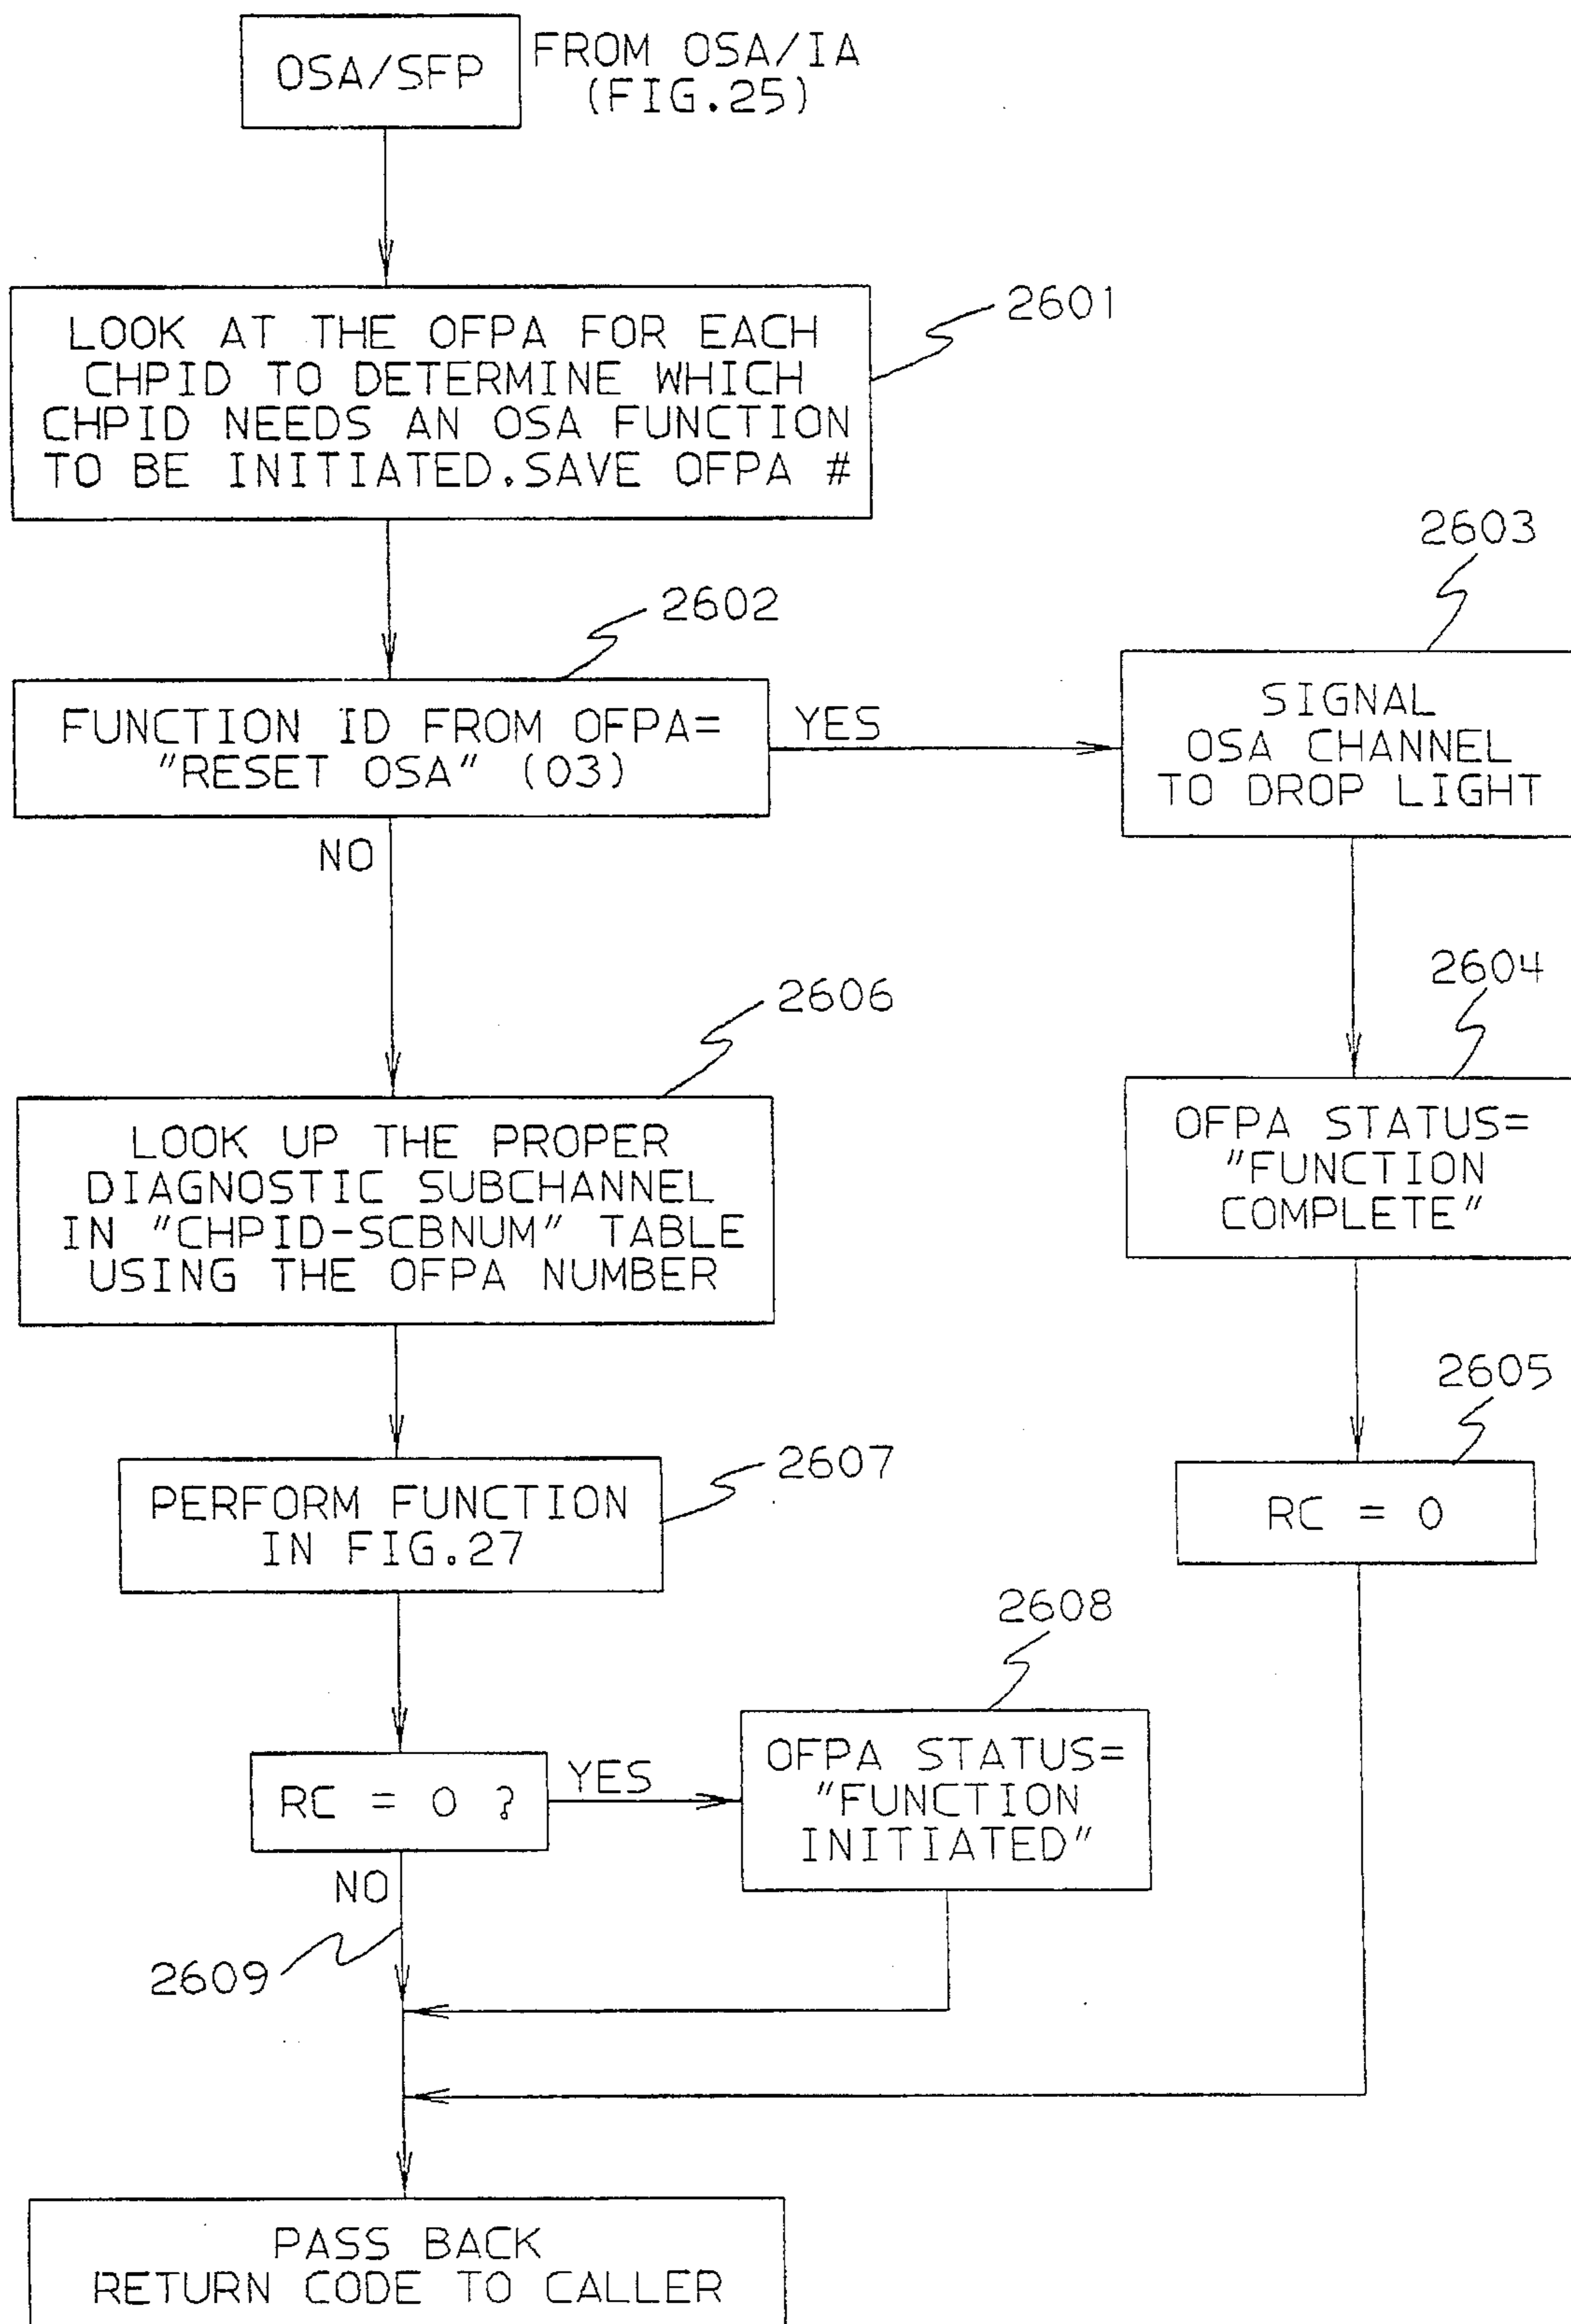 OSA/SFP
FROM OSA/IA
(FIG.25)
2601
LOOK AT THE OFPA FOR EACH
CHPID TO DETERMINE WHICH
CHPID NEEDS AN OSA FUNCTION
TO BE INITIATED.SAVE OFPA #
2602
FUNCTION ID FROM OFPA=
"RESET OSA" (03)
YES
NO
2603
SIGNAL
OSA CHANNEL
TO DROP LIGHT
2604
OFPA STATUS=
"FUNCTION
COMPLETE"
2605
RC = 0
2606
LOOK UP THE PROPER
DIAGNOSTIC SUBCHANNEL
IN "CHPID-SCBNUM" TABLE
USING THE OFPA NUMBER
2607
PERFORM FUNCTION
IN FIG.27
RC = 0 ?
YES
NO
2608
OFPA STATUS=
"FUNCTION
INITIATED"
2609
PASS BACK
RETURN CODE TO CALLER